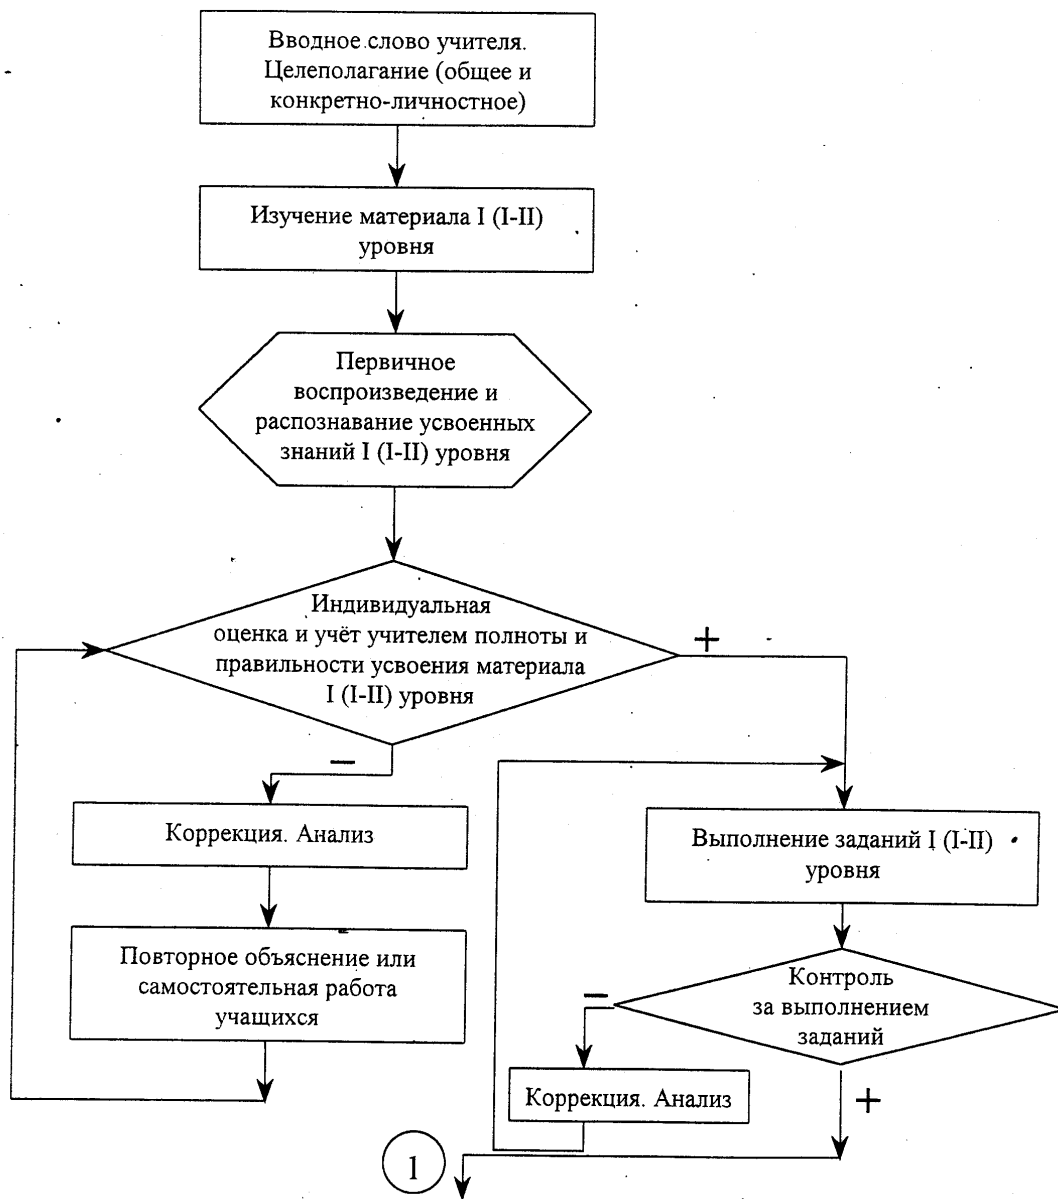 Вводное слово учителя.
Целеполагание (общее и
конкретно-личностное)
Изучение материала I (I-II)
уровня
Первичное
воспроизведение и
распознавание усвоенных
знаний I (I-II) уровня
Индивидуальная
оценка и учёт учителем полноты и
правильности усвоения материала
I (I-II) уровня
+
–
Коррекция. Анализ
Повторное объяснение или
самостоятельная работа
учащихся
Выполнение заданий I (I-II)
уровня
Контроль
за выполнением
заданий
–
Коррекция. Анализ
+
1